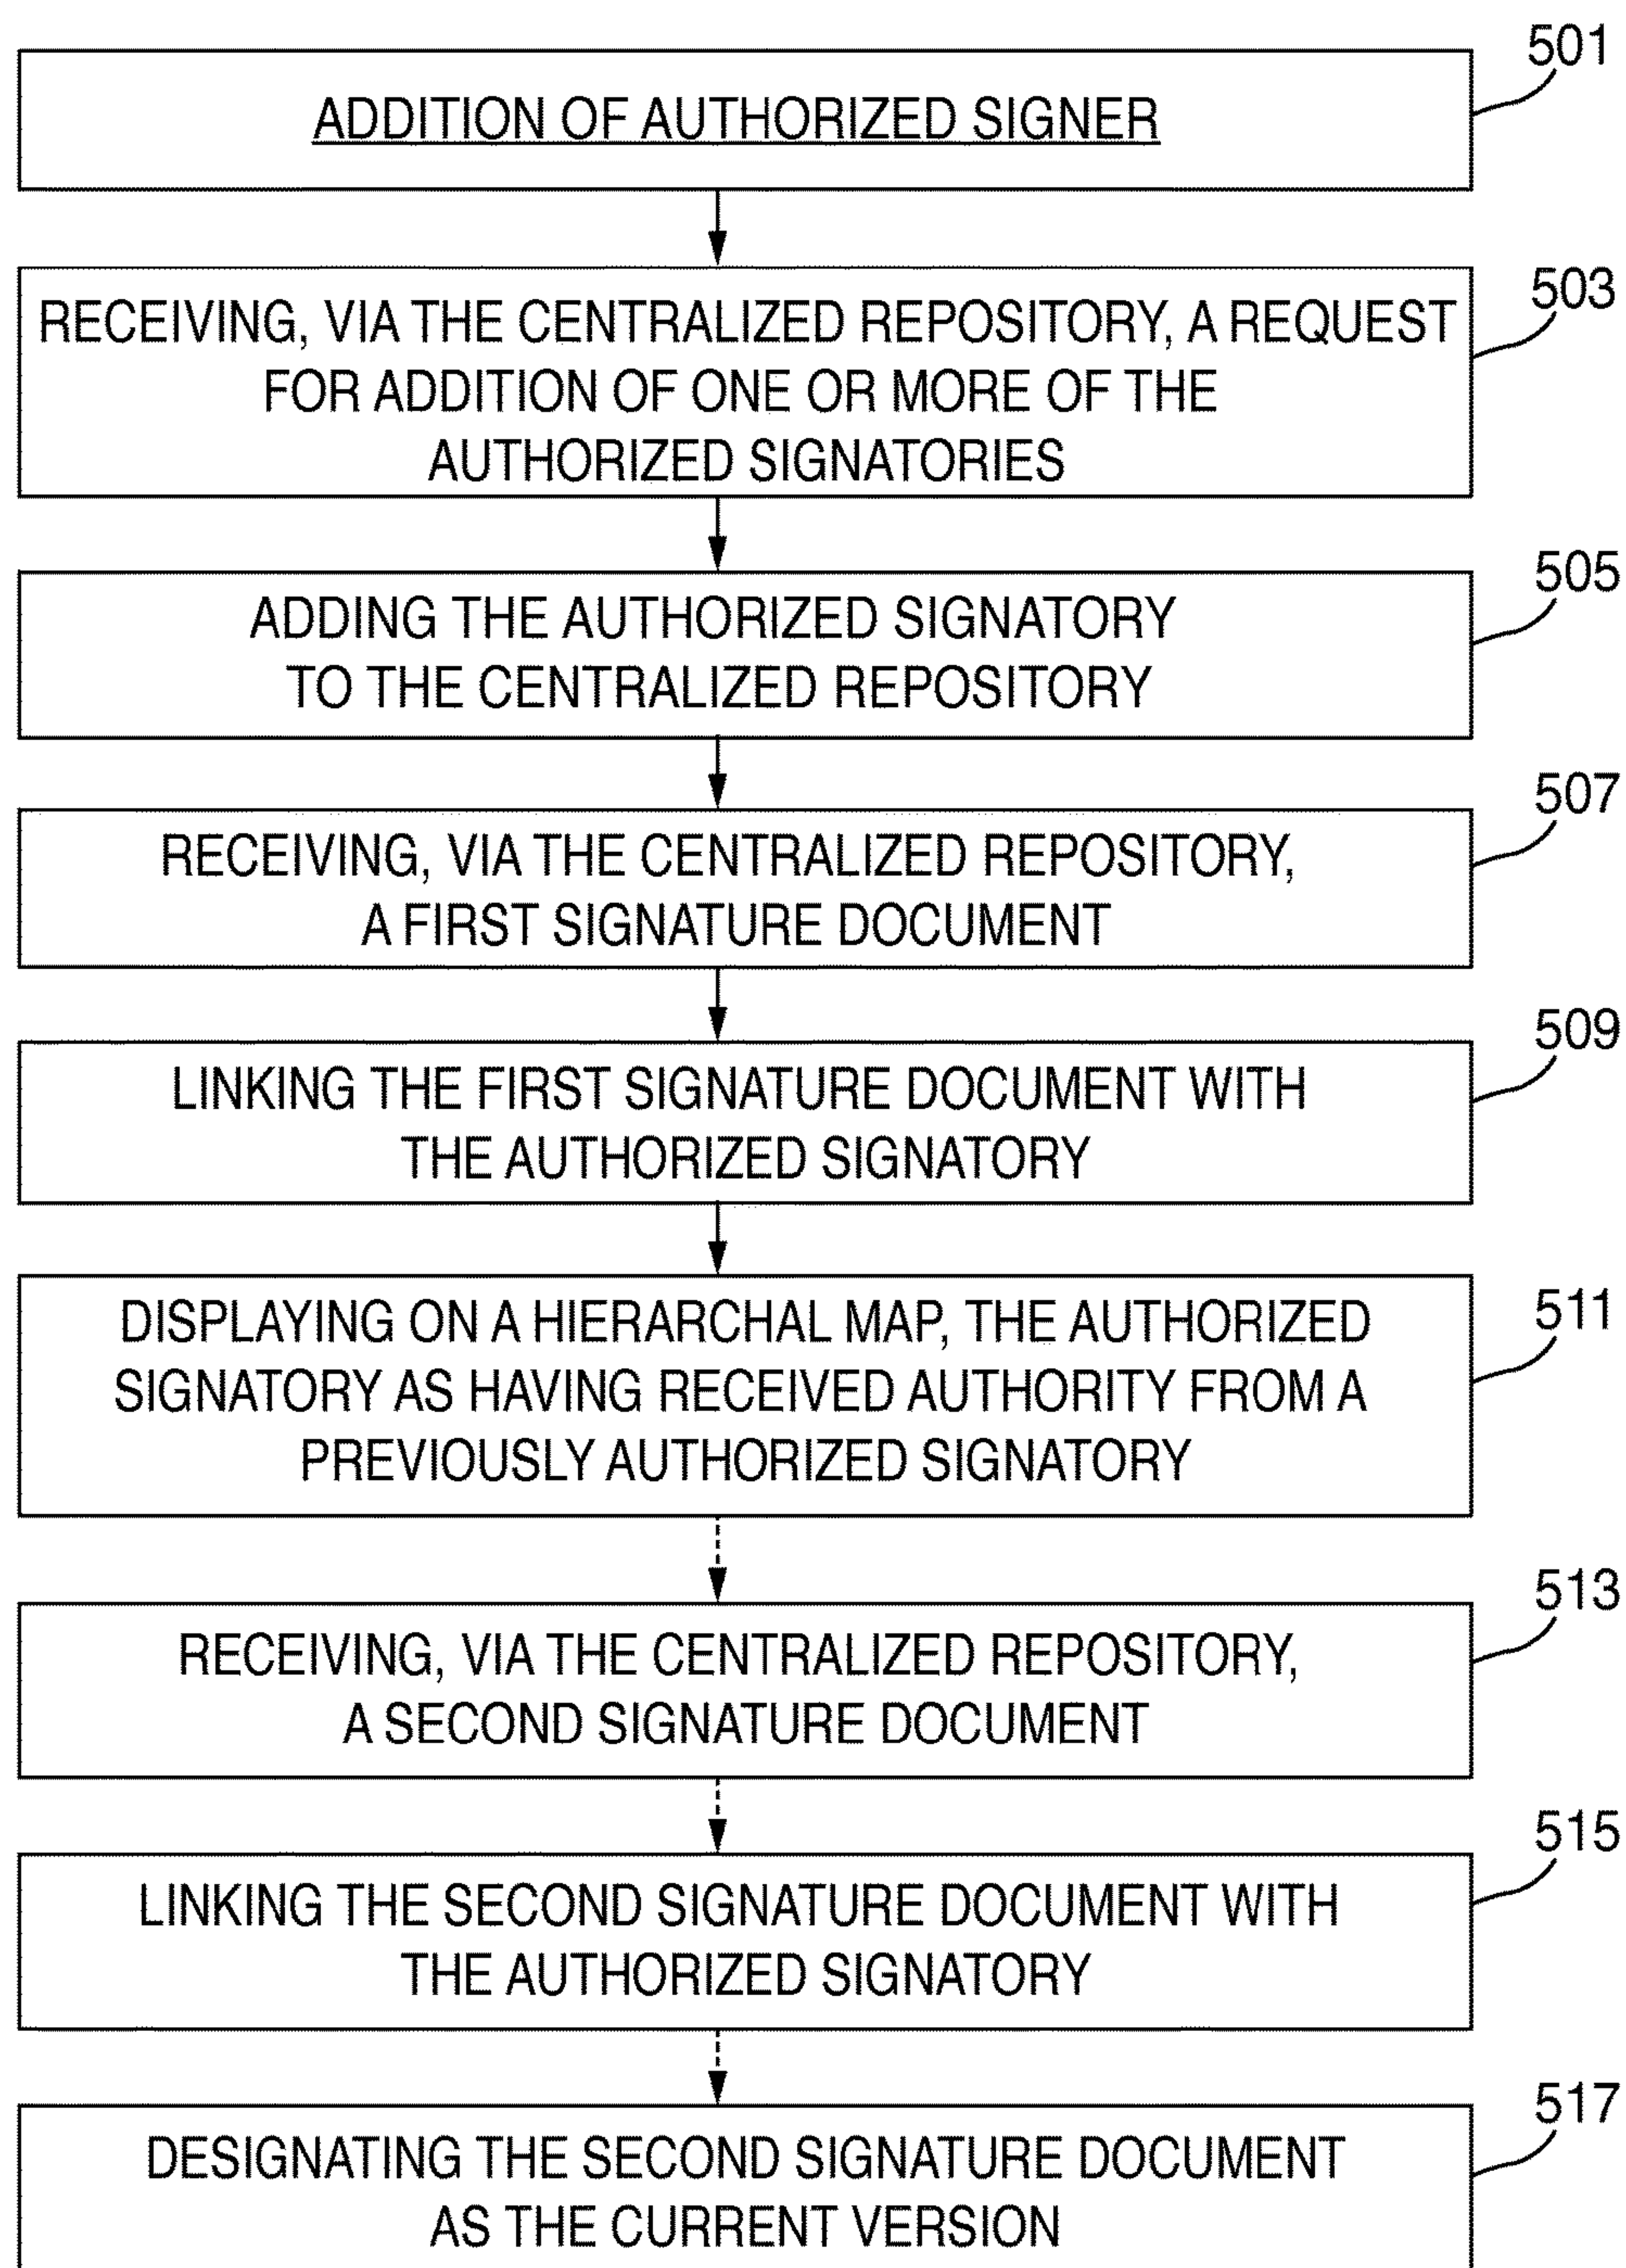 501
ADDITION OF AUTHORIZED SIGNER
503
RECEIVING, VIA THE CENTRALIZED REPOSITORY, A REQUEST
FOR ADDITION OF ONE OR MORE OF THE
AUTHORIZED SIGNATORIES
505
ADDING THE AUTHORIZED SIGNATORY
TO THE CENTRALIZED REPOSITORY
507
RECEIVING, VIA THE CENTRALIZED REPOSITORY,
A FIRST SIGNATURE DOCUMENT
509
LINKING THE FIRST SIGNATURE DOCUMENT WITH
THE AUTHORIZED SIGNATORY
511
DISPLAYING ON A HIERARCHAL MAP, THE AUTHORIZED
SIGNATORY AS HAVING RECEIVED AUTHORITY FROM A
PREVIOUSLY AUTHORIZED SIGNATORY
513
RECEIVING, VIA THE CENTRALIZED REPOSITORY,
A SECOND SIGNATURE DOCUMENT
515
LINKING THE SECOND SIGNATURE DOCUMENT WITH
THE AUTHORIZED SIGNATORY
517
DESIGNATING THE SECOND SIGNATURE DOCUMENT
AS THE CURRENT VERSION